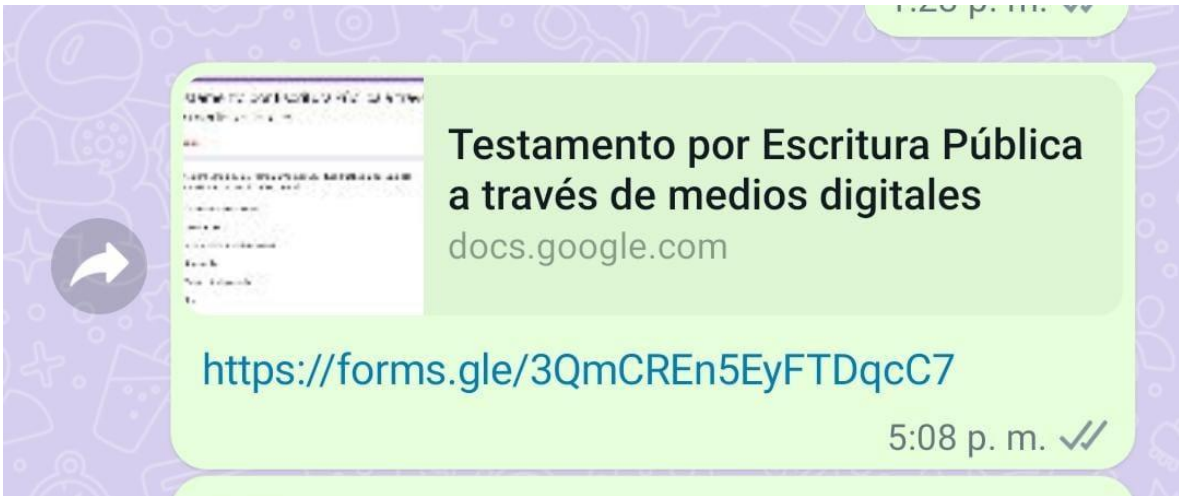 Testamento por Escritura Pública
a través de medios digitales
docs.google.com
https://forms.gle/3QmCREn5EyFTDqcC7
5:08 p. m.